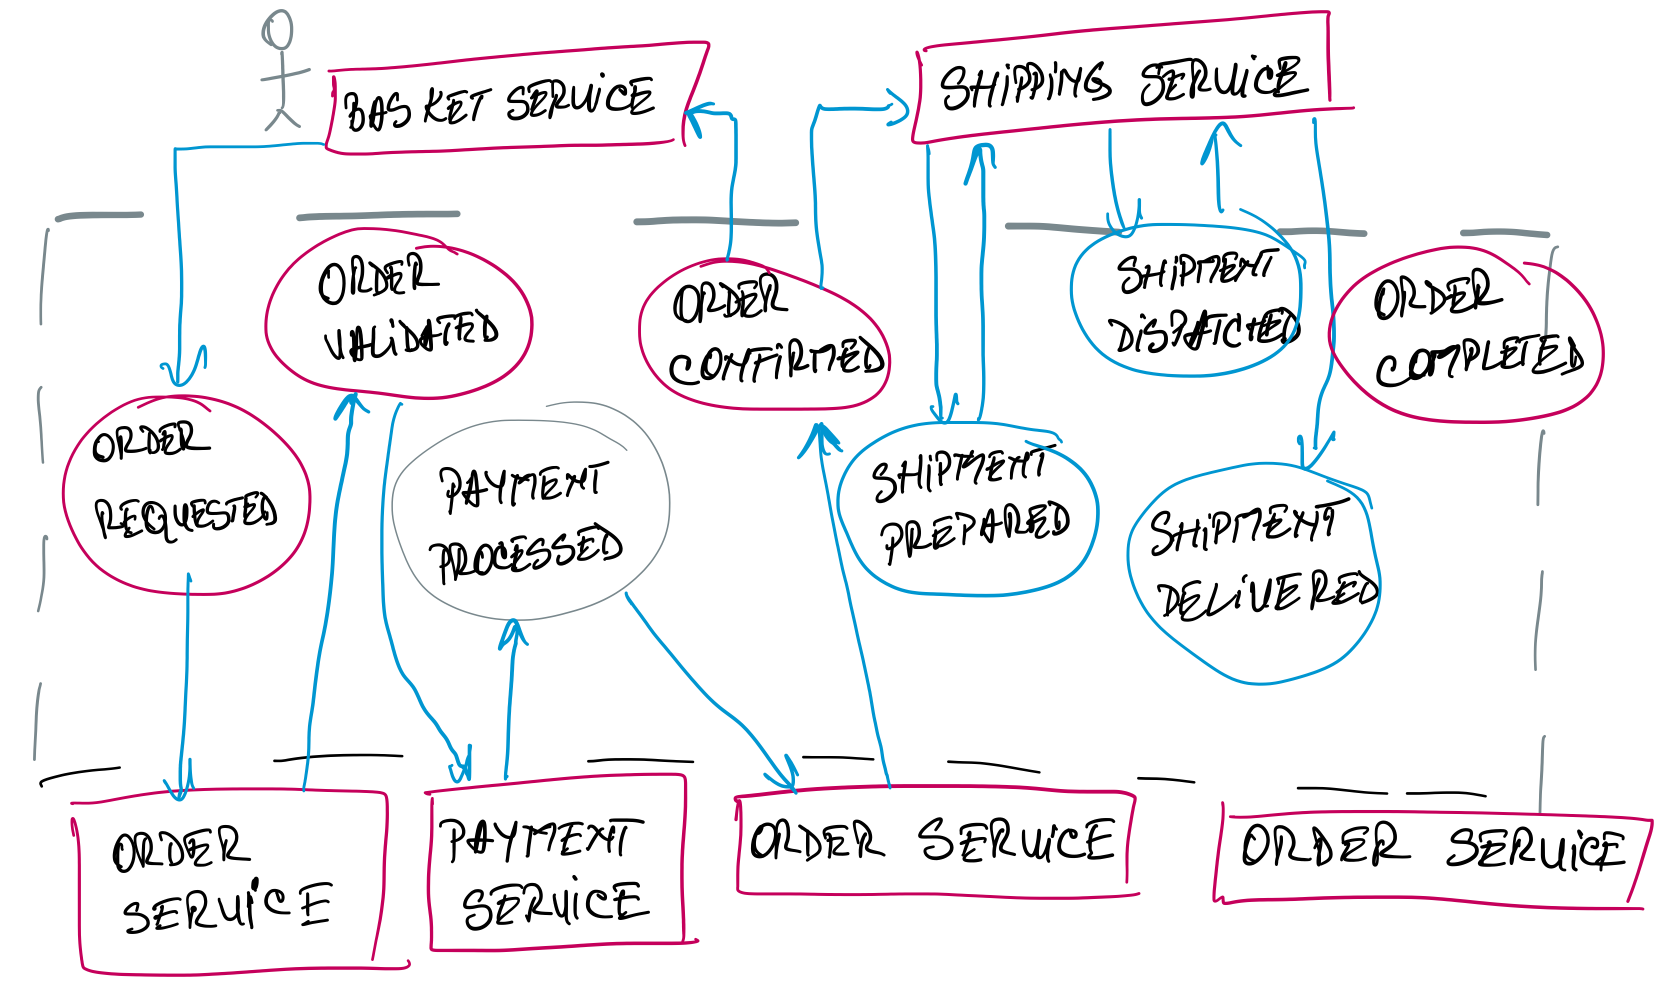 BASKET SERVICE
SHIPPING SERVICE
ORDER
VALIDATED
ORDER
CONFIRMED
SHIPMENT
DISPATCHED
ORDER
COMPLETED
ORDER
REQUESTED
PAYMENT
PROCESSED
SHIPMENT
PREPARED
SHIPMENT
DELIVERED
ORDER
SERVICE
PAYMENT
SERVICE
ORDER SERVICE
ORDER SERVICE